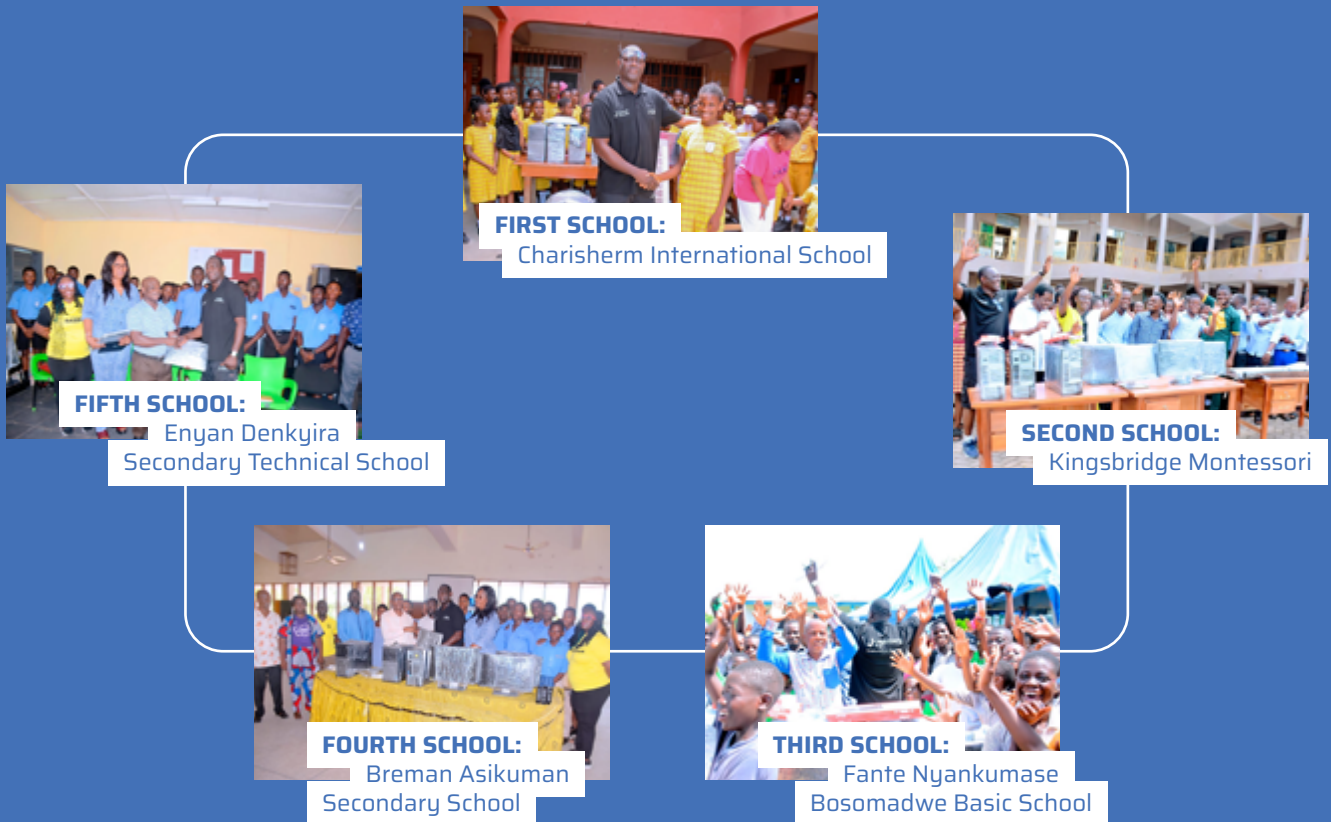 FIRST SCHOOL:
Charisherm International School
SECOND SCHOOL:
Kingsbridge Montessori
THIRD SCHOOL:
Fante Nyankumase
Bosomadwe Basic School
FOURTH SCHOOL:
Breman Asikuman
Secondary School
FIFTH SCHOOL:
Enyan Denkyira
Secondary Technical School